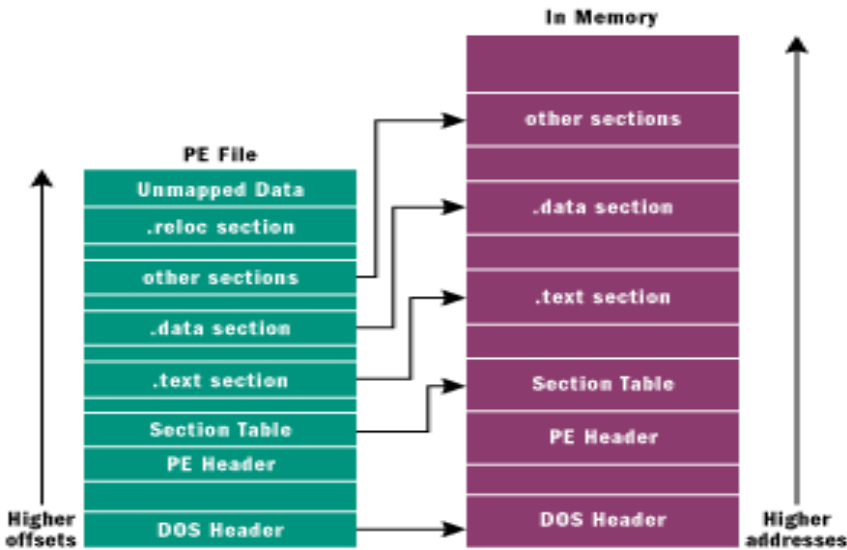 In Memory
PE File
Unmapped Data
.reloc section
other sections
.data section
.text section
Section Table
PE Header
DOS Header
Higher
offsets
other sections
.data section
.text section
Section Table
PE Header
DOS Header
Higher
addresses